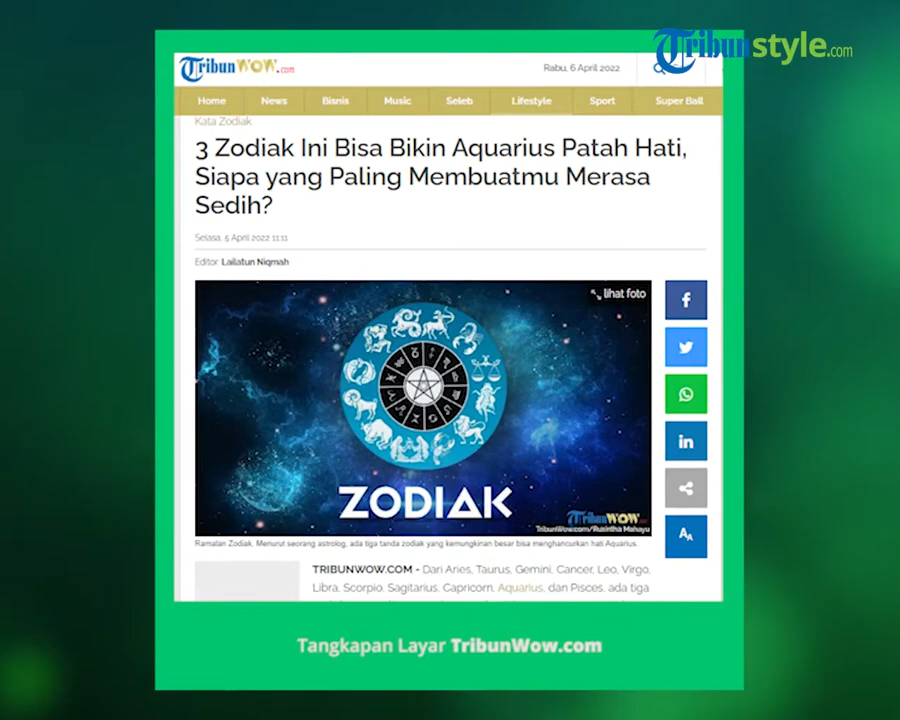 Tribunstyle.com
TribunWOW.com
Rabu, 6 April 2022
Home News Bisnis Music Seleb Lifestyle Sport Super Ball
Kata Zodiak
3 Zodiak Ini Bisa Bikin Aquarius Patah Hati,
Siapa yang Paling Membuatmu Merasa
Sedih?
Selasa, 5 April 2022 11:11
Editor: Lailatun Niqmah
lihat foto
ZODIAK
TribunWOW.com
TribunWow.com/Rusintha Mahayu
Ramalan Zodiak. Menurut seorang astrolog, ada tiga tanda zodiak yang kemungkinan besar bisa menghancurkan hati Aquarius.
TRIBUNWOW.COM - Dari Aries, Taurus, Gemini, Cancer, Leo, Virgo,
Libra, Scorpio, Sagitarius, Capricorn, Aquarius, dan Pisces, ada tiga
Tangkapan Layar TribunWow.com